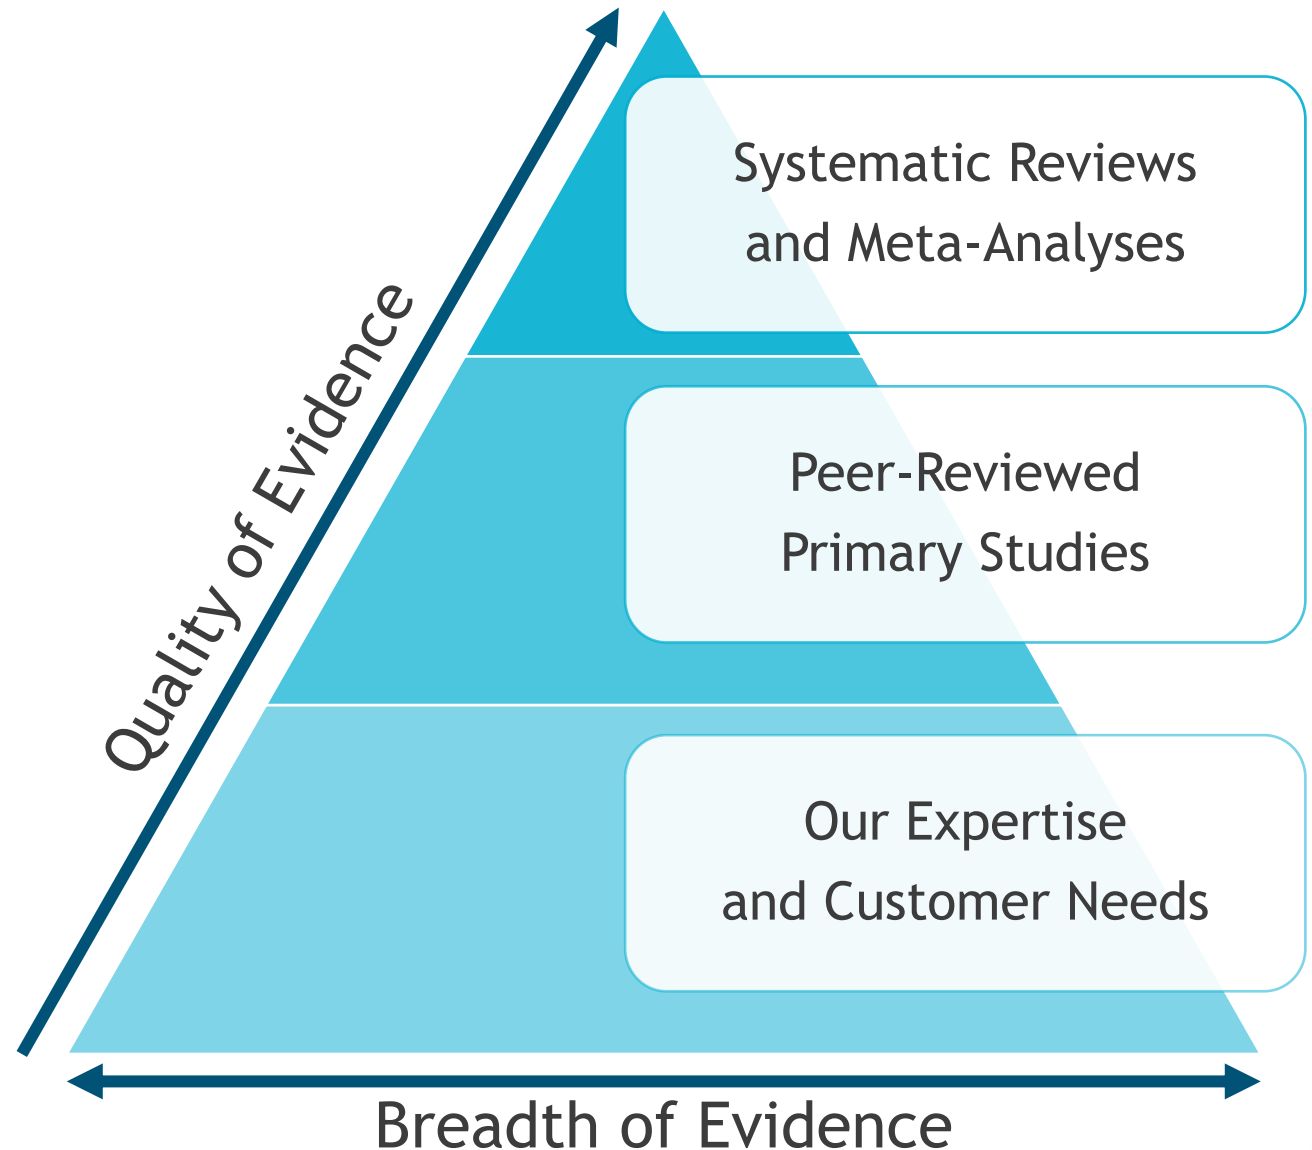 Systematic Reviews
and Meta-Analyses
Quality of Evidence
Peer-Reviewed
Primary Studies
Our Expertise
and Customer Needs
Breadth of Evidence